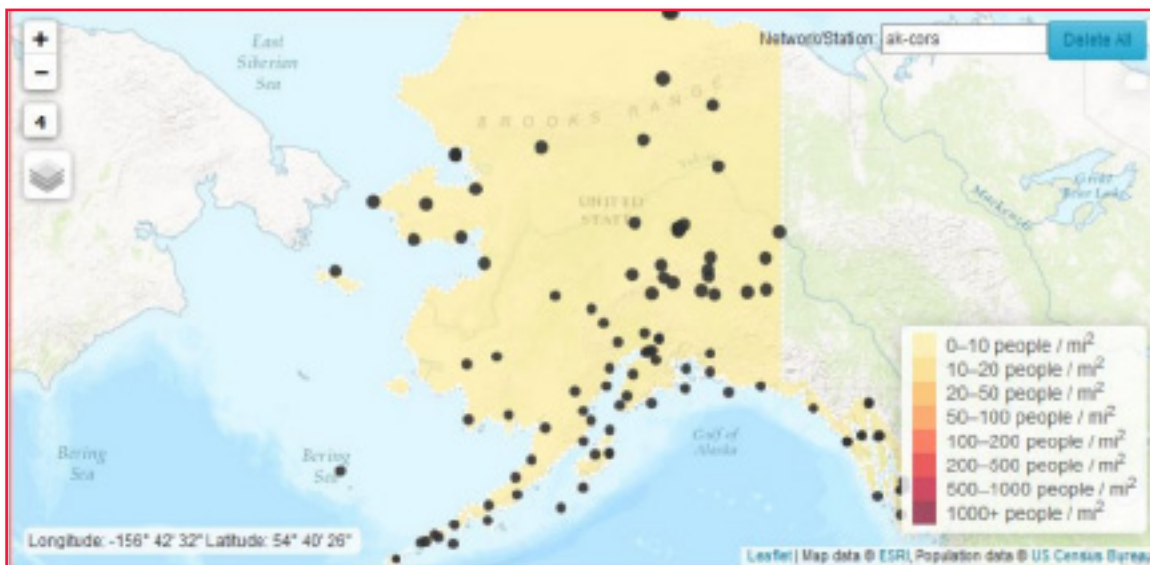 +
East
Siberian
Sea
Network/Station: ak-cors Delete All
−
4
BROOKS RANGE
Yukon
UNITED
STATES
Mackenzie
Great
Bear Lake
0–10 people / mi²
10–20 people / mi²
20–50 people / mi²
50–100 people / mi²
100–200 people / mi²
200–500 people / mi²
500–1000 people / mi²
1000+ people / mi²
Gulf of
Alaska
Bering
Sea
Bering
Sea
Longitude: -156° 42' 32" Latitude: 54° 40' 26"
Leaflet | Map data © ESRI, Population data © US Census Bureau